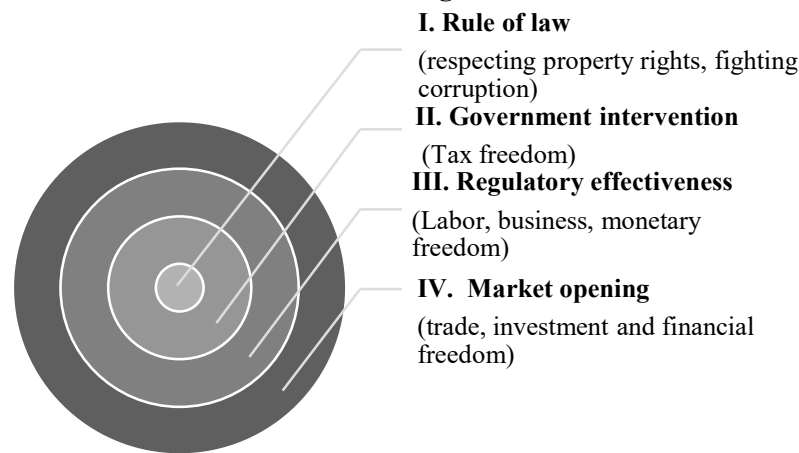 I. Rule of law
(respecting property rights, fighting
corruption)
II. Government intervention
(Tax freedom)
III. Regulatory effectiveness
(Labor, business, monetary
freedom)
IV. Market opening
(trade, investment and financial
freedom)